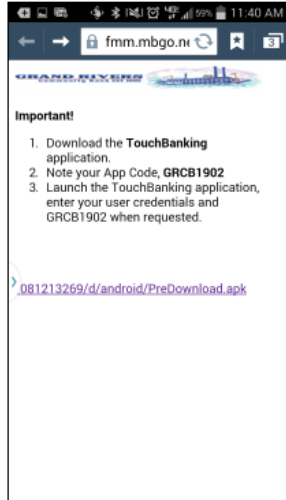 59% 11:40 AM
fmm.mbgo.ne
3
GRAND RIVERS
Important!
1. Download the TouchBanking
application.
2. Note your App Code, GRCB1902
3. Launch the TouchBanking application,
enter your user credentials and
GRCB1902 when requested.
081213269/d/android/PreDownload.apk